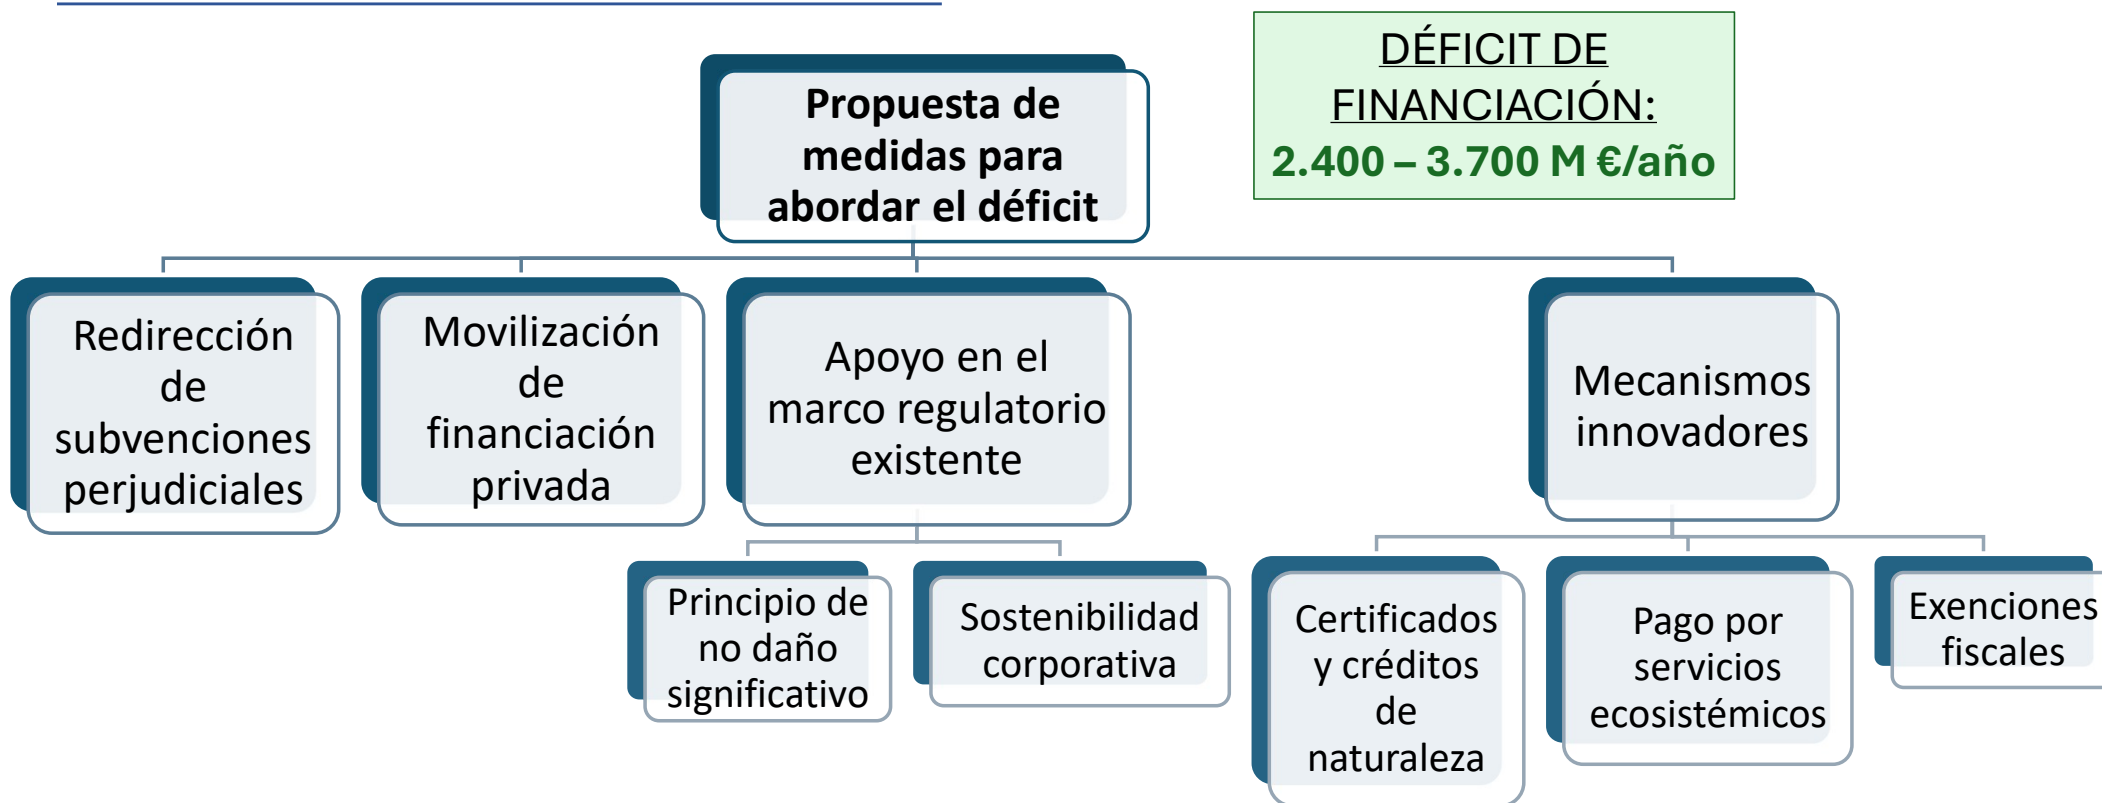 DÉFICIT DE
FINANCIACIÓN:
2.400 – 3.700 M €/año
Propuesta de
medidas para
abordar el déficit
Redirección
de
subvenciones
perjudiciales
Movilización
de
financiación
privada
Apoyo en el
marco regulatorio
existente
Mecanismos
innovadores
Principio de
no daño
significativo
Sostenibilidad
corporativa
Certificados
y créditos
de
naturaleza
Pago por
servicios
ecosistémicos
Exenciones
fiscales